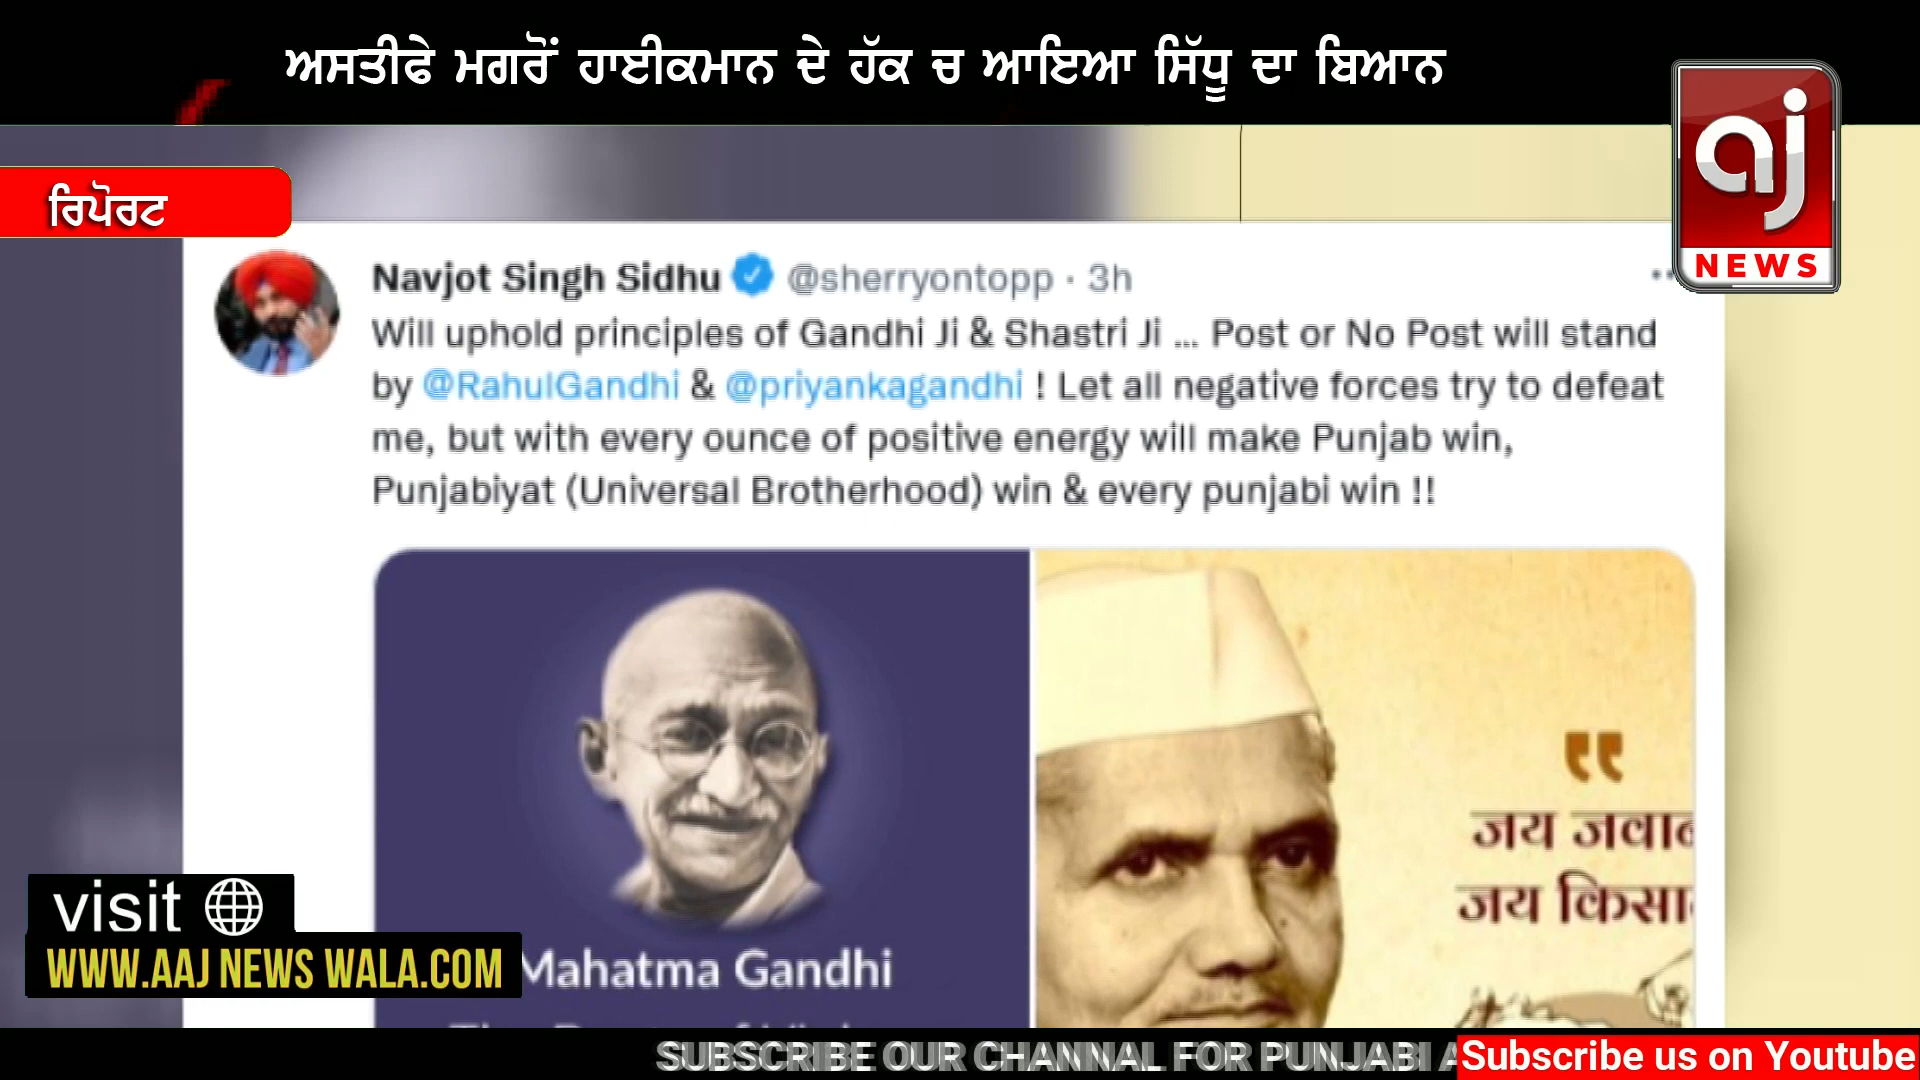 ਅਸਤੀਫੇ ਮਗਰੋਂ ਹਾਈਕਮਾਨ ਦੇ ਹੱਕ ਚ ਆਇਆ ਸਿੱਧੂ ਦਾ ਬਿਆਨ
aj
NEWS
ਰਿਪੋਰਟ
Navjot Singh Sidhu @sherryontopp · 3h
Will uphold principles of Gandhi Ji & Shastri Ji ... Post or No Post will stand
by @RahulGandhi & @priyankagandhi ! Let all negative forces try to defeat
me, but with every ounce of positive energy will make Punjab win,
Punjabiyat (Universal Brotherhood) win & every punjabi win !!
जय
जय
Mahatma Gandhi
visit
WWW.AAJ NEWS WALA.COM
SUBSCRIBE OUR CHANNAL FOR PUNJABI
Subscribe us on Youtube